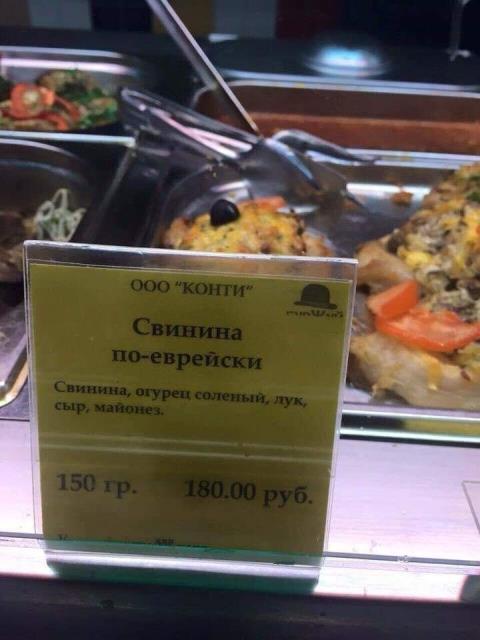 ООО "КОНТИ"
Свинина
по-еврейски
Свинина, огурец соленый, лук,
сыр, майонез.
150 гр. 180.00 руб.